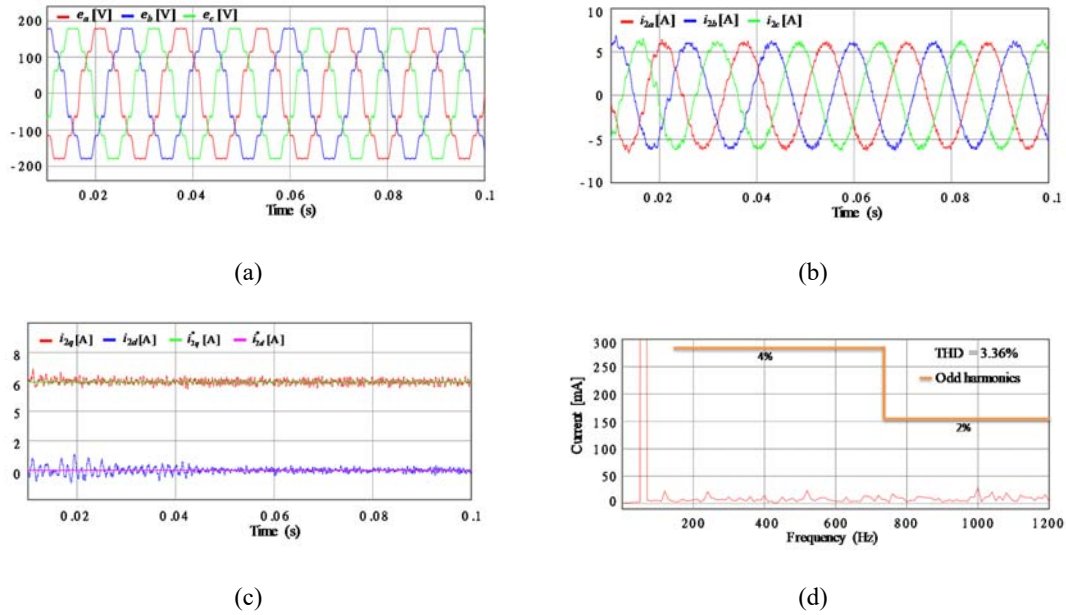 e_a [V] e_b [V] e_c [V]
200
100
0
-100
-200
0.02 0.04 0.06 0.08 0.1
Time (s)
(a)
i_2a [A] i_2b [A] i_2c [A]
10
5
0
-5
-10
0.02 0.04 0.06 0.08 0.1
Time (s)
(b)
i_2q [A] i_2d [A] i*_2q [A] i*_2d [A]
8
6
5
2
0
0.02 0.04 0.06 0.08 0.1
Time (s)
(c)
300
250
200
150
100
50
0
Current [mA]
4%
THD = 3.36%
Odd harmonics
2%
200 400 600 800 1000 1200
Frequency (Hz)
(d)